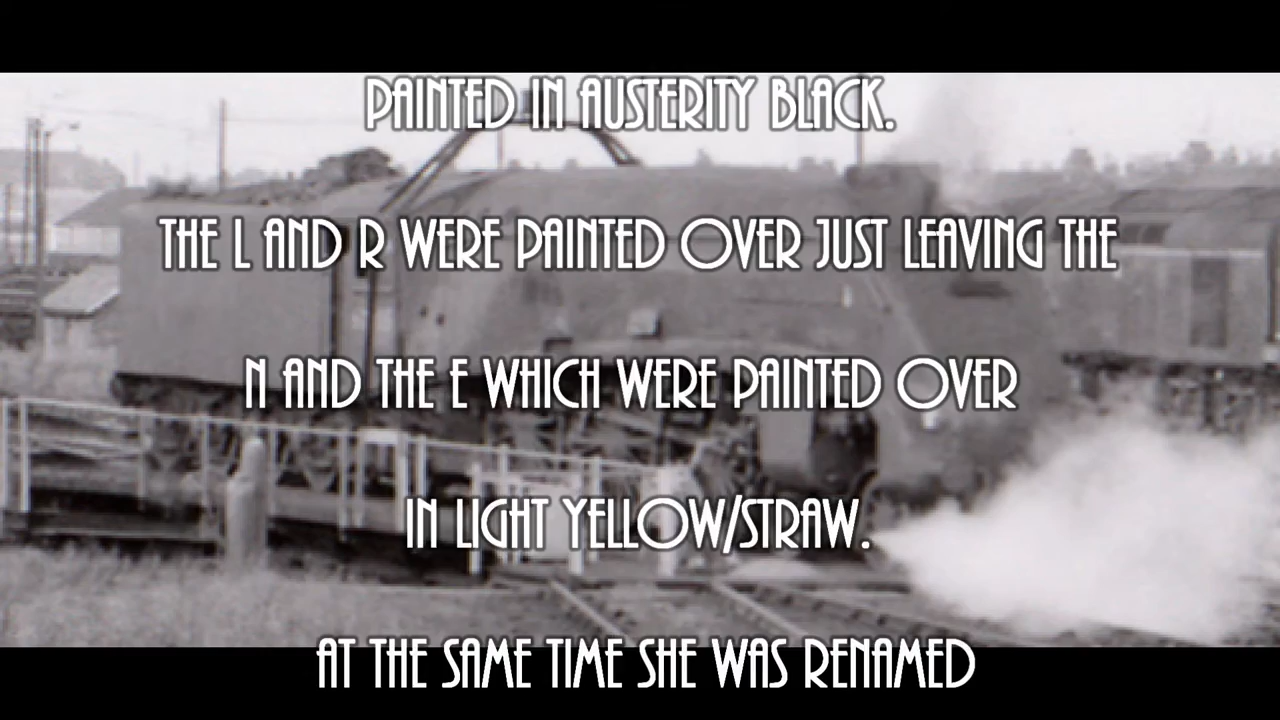 PAINTED IN AUSTERITY BLACK.
THE L AND R WERE PAINTED OVER JUST LEAVING THE
N AND THE E WHICH WERE PAINTED OVER
IN LIGHT YELLOW/STRAW.
AT THE SAME TIME SHE WAS RENAMED